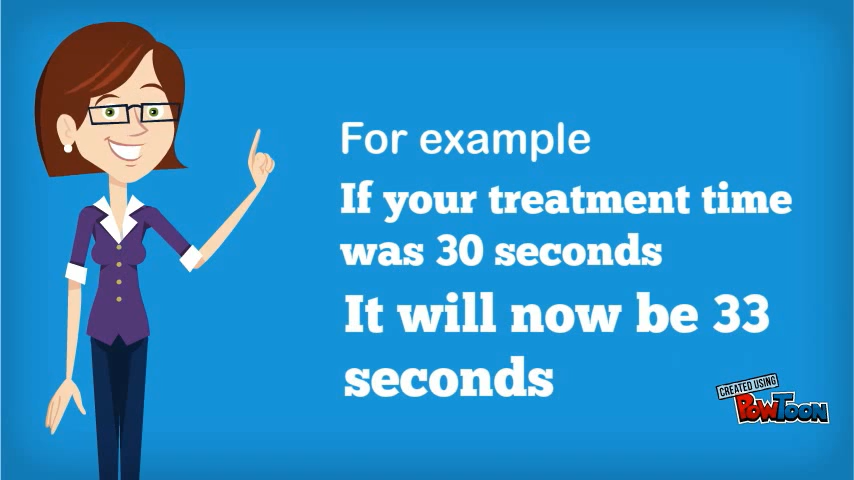 For example
If your treatment time
was 30 seconds
It will now be 33
seconds
CREATED USING
POWTOON